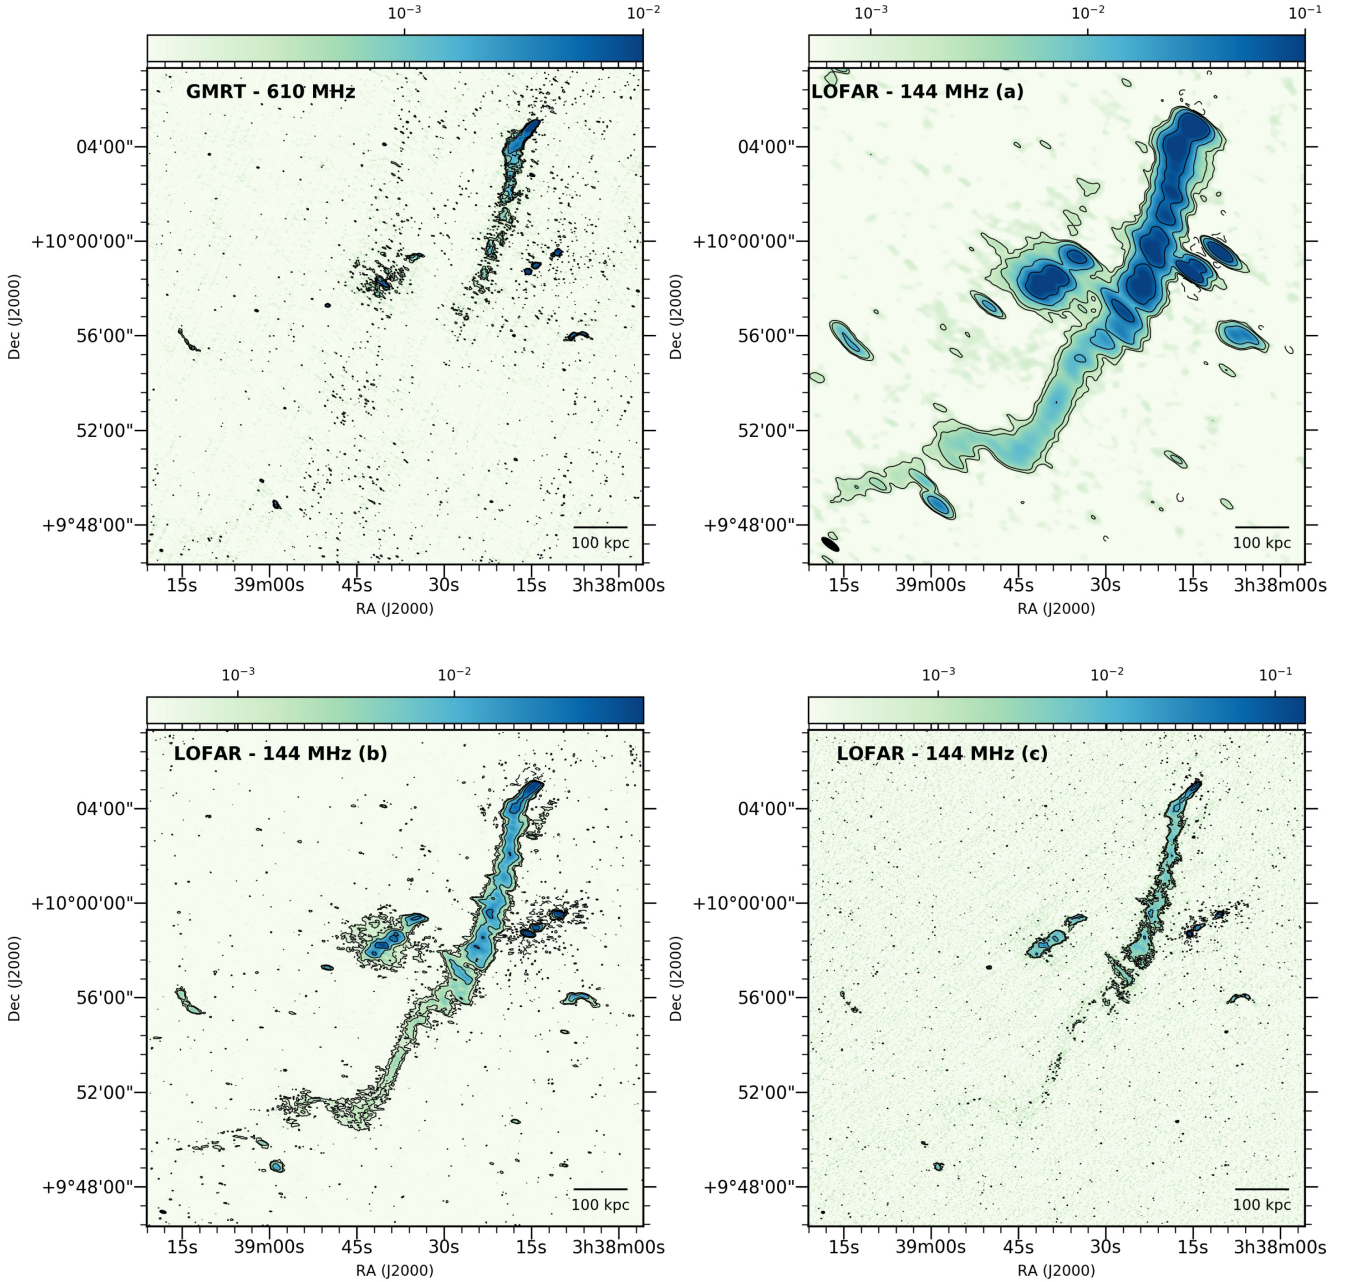 10⁻³ 10⁻²
GMRT - 610 MHz
04'00"
+10°00'00"
56'00"
52'00"
+9°48'00"
Dec (J2000)
100 kpc
15s 39m00s 45s 30s 15s 3h38m00s
RA (J2000)
10⁻³ 10⁻² 10⁻¹
LOFAR - 144 MHz (a)
04'00"
+10°00'00"
56'00"
52'00"
+9°48'00"
Dec (J2000)
100 kpc
15s 39m00s 45s 30s 15s 3h38m00s
RA (J2000)
10⁻³ 10⁻²
LOFAR - 144 MHz (b)
04'00"
+10°00'00"
56'00"
52'00"
+9°48'00"
Dec (J2000)
100 kpc
15s 39m00s 45s 30s 15s 3h38m00s
RA (J2000)
10⁻³ 10⁻² 10⁻¹
LOFAR - 144 MHz (c)
04'00"
+10°00'00"
56'00"
52'00"
+9°48'00"
Dec (J2000)
100 kpc
15s 39m00s 45s 30s 15s 3h38m00s
RA (J2000)